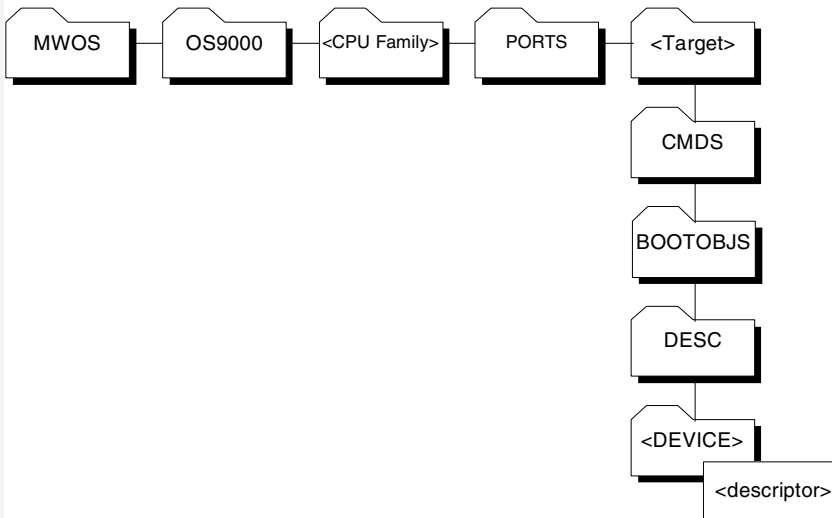 MWOS
OS9000
<CPU Family>
PORTS
<Target>
CMDS
BOOTOBJS
DESC
<DEVICE>
<descriptor>